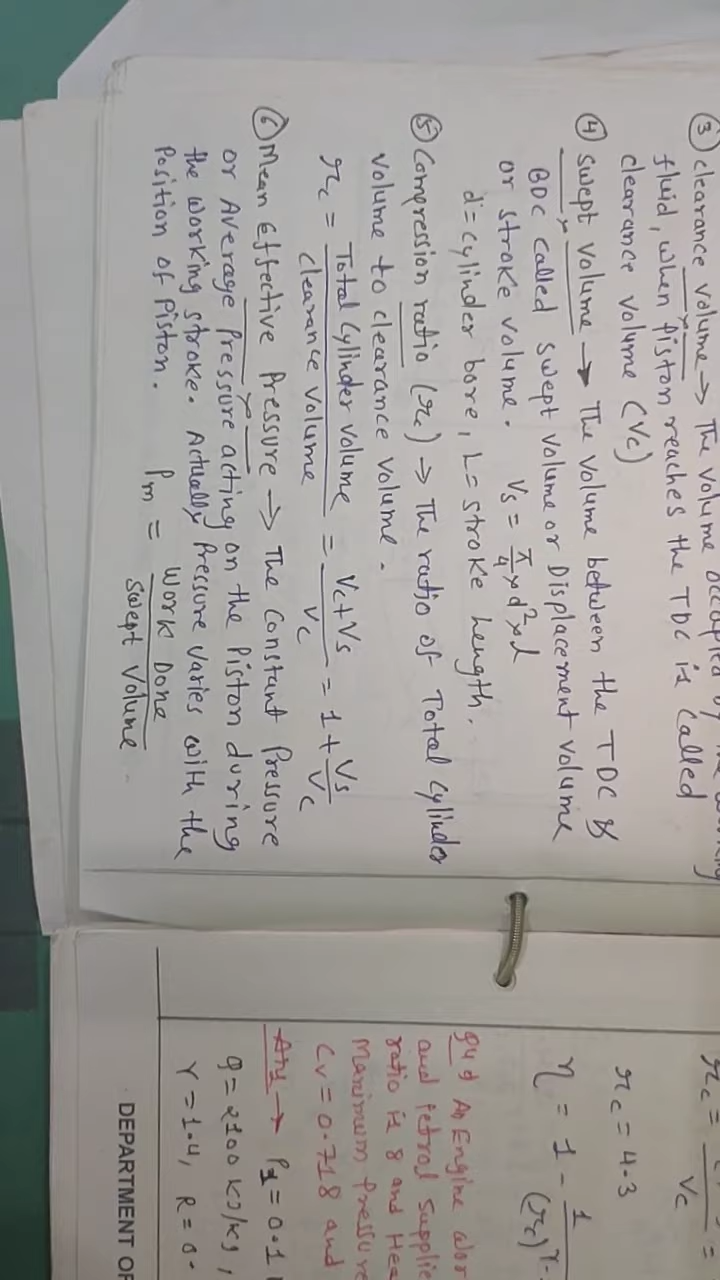 ③ clearance volume → The volume occupied by the
fluid, when piston reaches the TDC is called
clearance volume (Vc)
④ Swept volume → The volume between the TDC &
BDC called swept volume or Displacement volume
or stroke volume. Vs = π/4 × d² × L
d = cylinder bore, L = stroke Length.
⑤ Compression ratio (rc) → The ratio of Total cylinder
volume to clearance volume.
rc = Total cylinder volume / clearance volume = Vc + Vs / Vc = 1 + Vs / Vc
⑥ Mean Effective Pressure → The Constant Pressure
or Average Pressure acting on the Piston during
the working stroke. Actually Pressure varies with the
Position of Piston. Pm = Work Done / Swept Volume.
rc = / Vc =
rc = 4.3
η = 1 - 1 / (rc)
Q4 An Engine
and Petrol Supplie
ratio is 8 and Hea
Maximum Pressure
Cv = 0.718 and
Ans → P1 = 0.1
q = 2100 kJ/kg,
γ = 1.4, R = 0.
DEPARTMENT OF